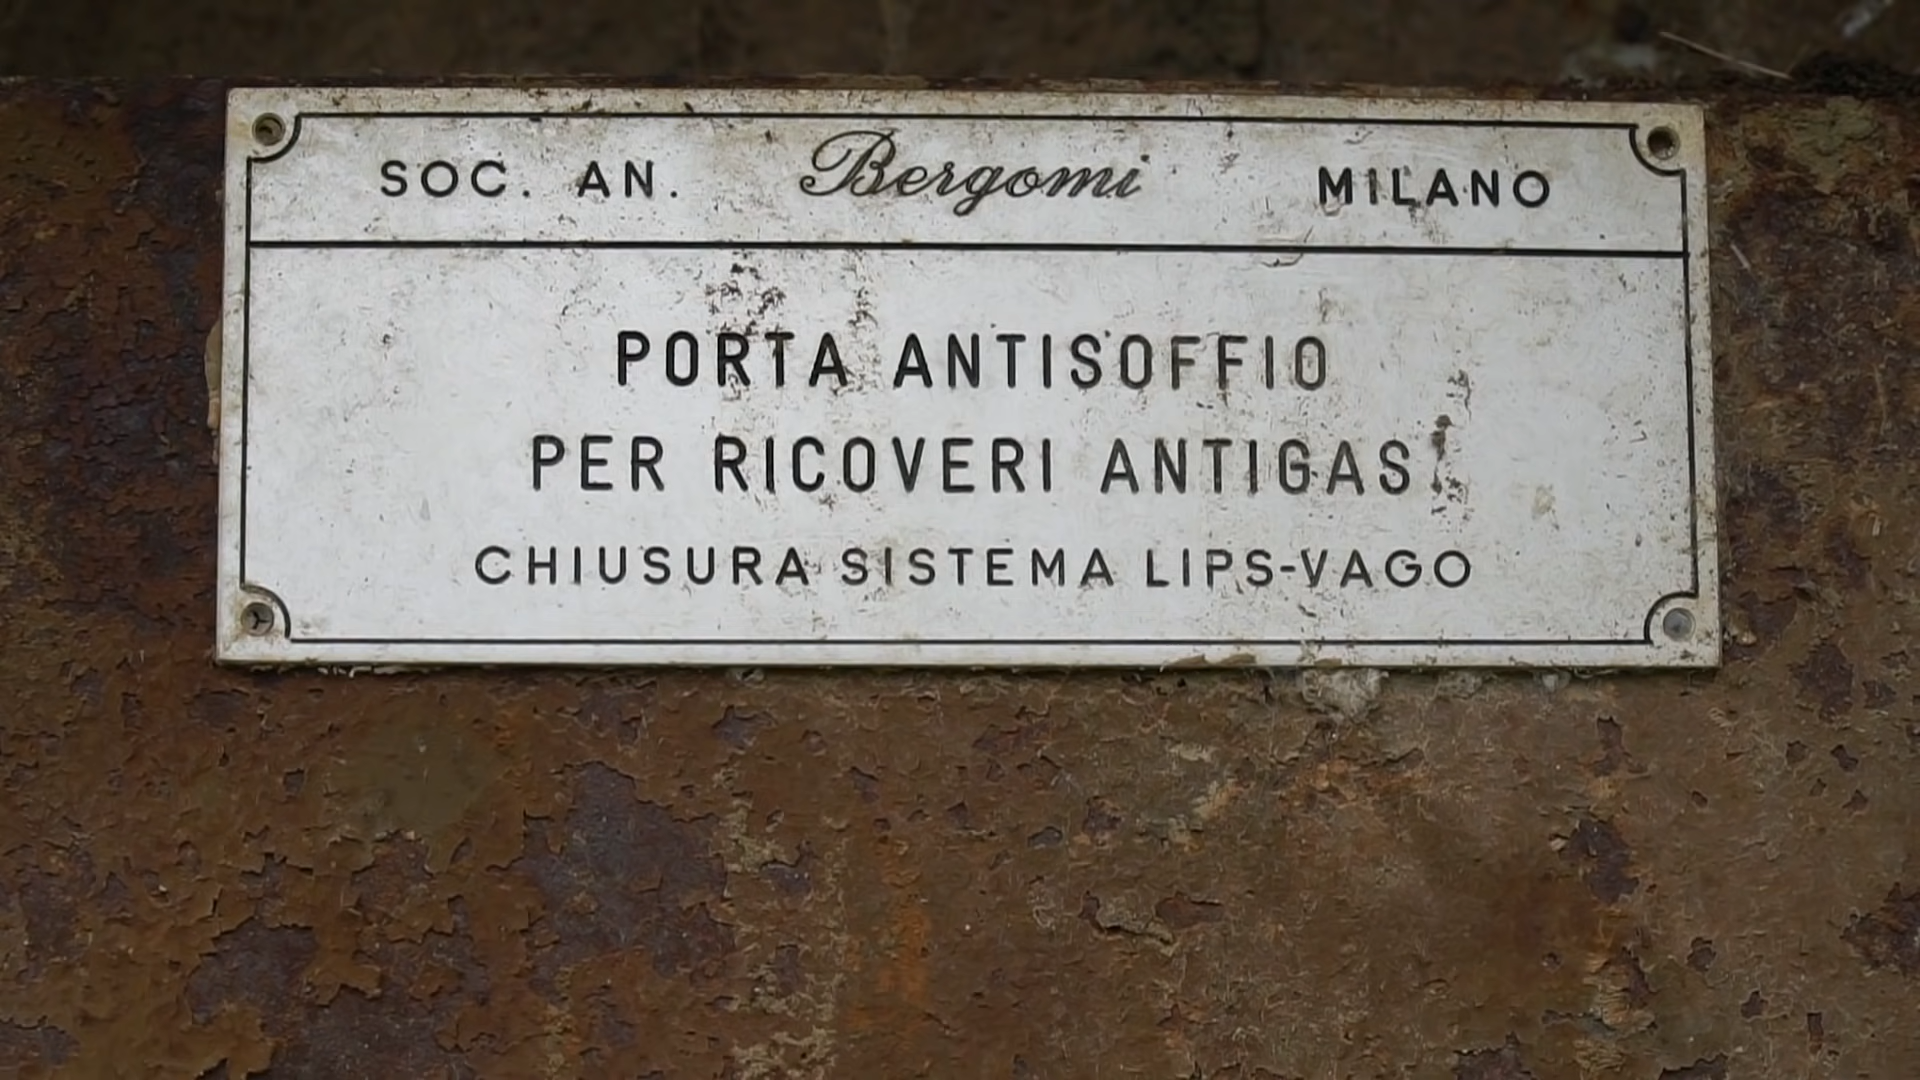 SOC. AN. Bergomi MILANO
PORTA ANTISOFFIO
PER RICOVERI ANTIGAS
CHIUSURA SISTEMA LIPS-VAGO